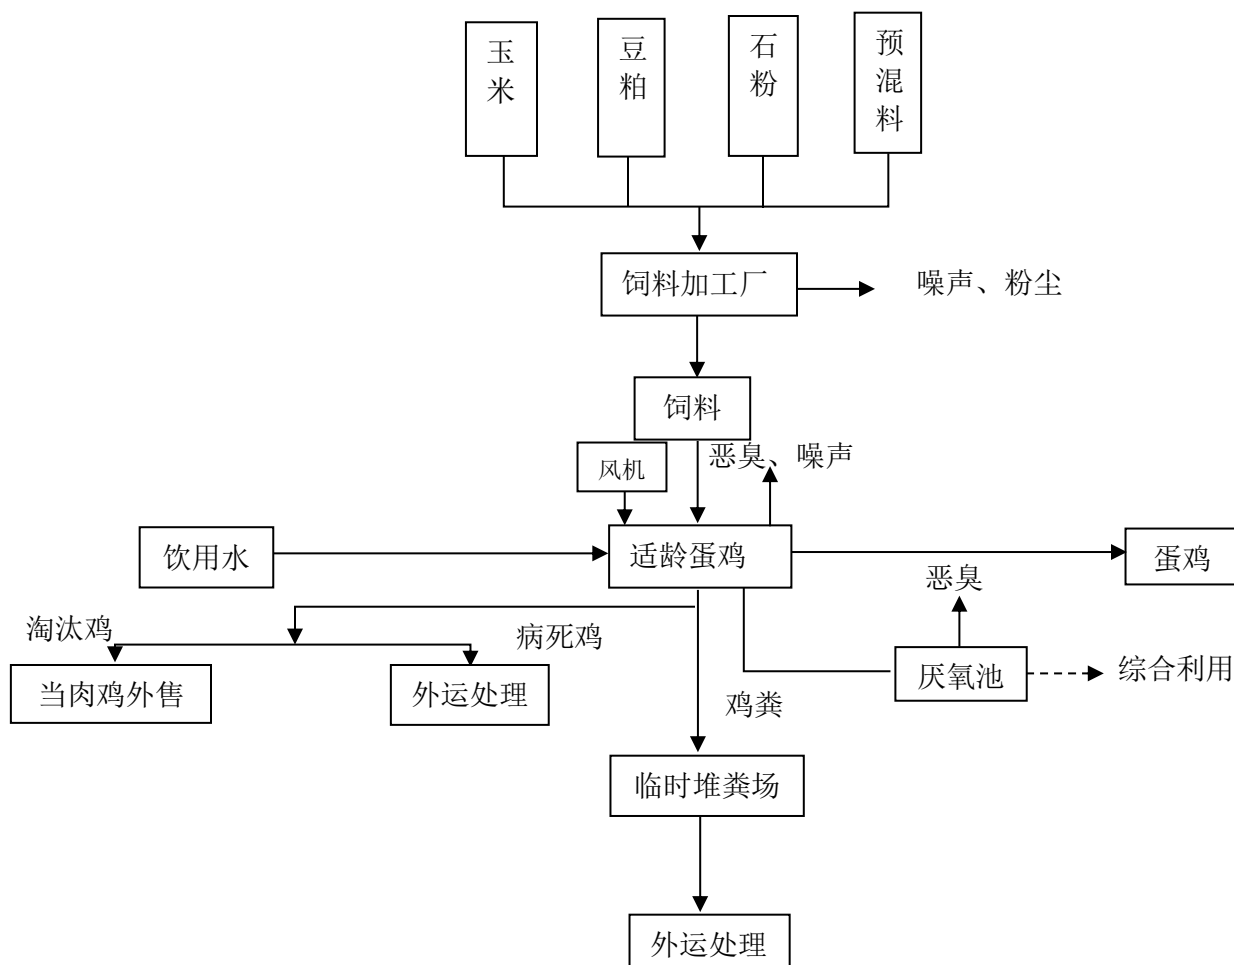 玉米
豆粕
石粉
预混料
饲料加工厂
噪声、粉尘
饲料
风机
恶臭、噪声
饮用水
适龄蛋鸡
蛋鸡
恶臭
淘汰鸡
病死鸡
当肉鸡外售
外运处理
厌氧池
综合利用
鸡粪
临时堆粪场
外运处理